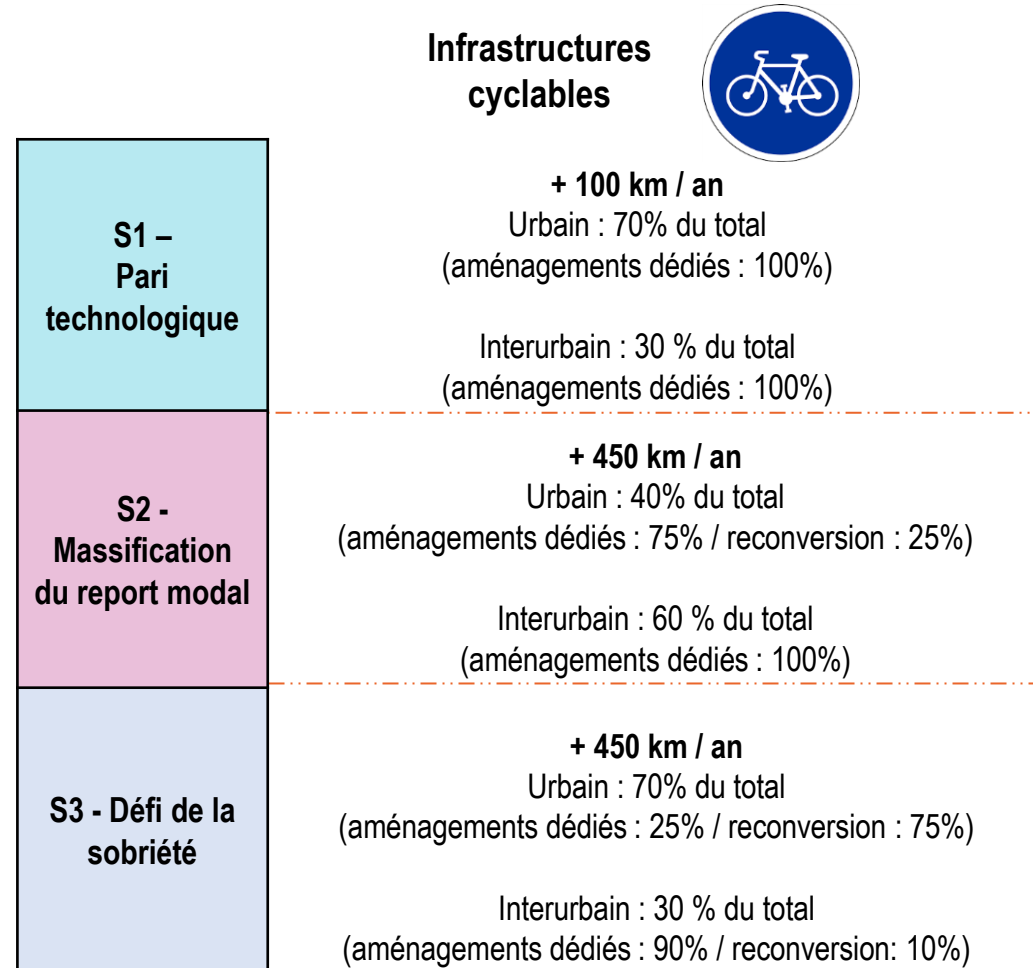 Infrastructures
cyclables
S1 –
Pari
technologique
+ 100 km / an
Urbain : 70% du total
(aménagements dédiés : 100%)
Interurbain : 30 % du total
(aménagements dédiés : 100%)
S2 -
Massification
du report modal
+ 450 km / an
Urbain : 40% du total
(aménagements dédiés : 75% / reconversion : 25%)
Interurbain : 60 % du total
(aménagements dédiés : 100%)
S3 - Défi de la
sobriété
+ 450 km / an
Urbain : 70% du total
(aménagements dédiés : 25% / reconversion : 75%)
Interurbain : 30 % du total
(aménagements dédiés : 90% / reconversion: 10%)